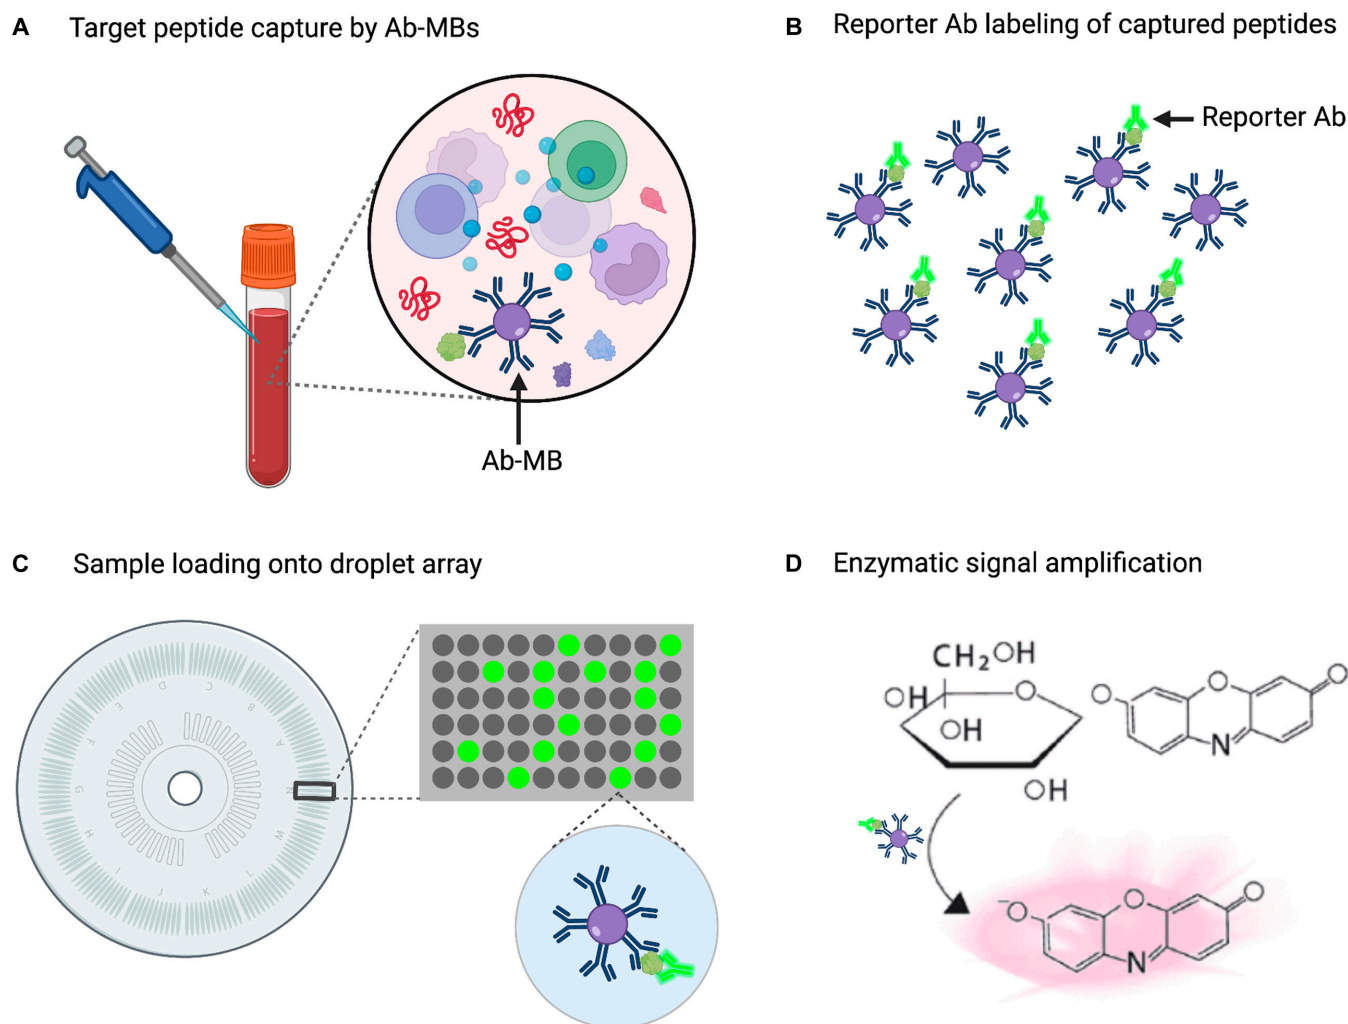 A Target peptide capture by Ab-MBs
Ab-MB
B Reporter Ab labeling of captured peptides
Reporter Ab
C Sample loading onto droplet array
A
B
C
D
E
F
G
H
I
J
K
L
M
N
D Enzymatic signal amplification
CH₂OH
OH
O
OH
OH
O
O
O
N
O
O
O
N